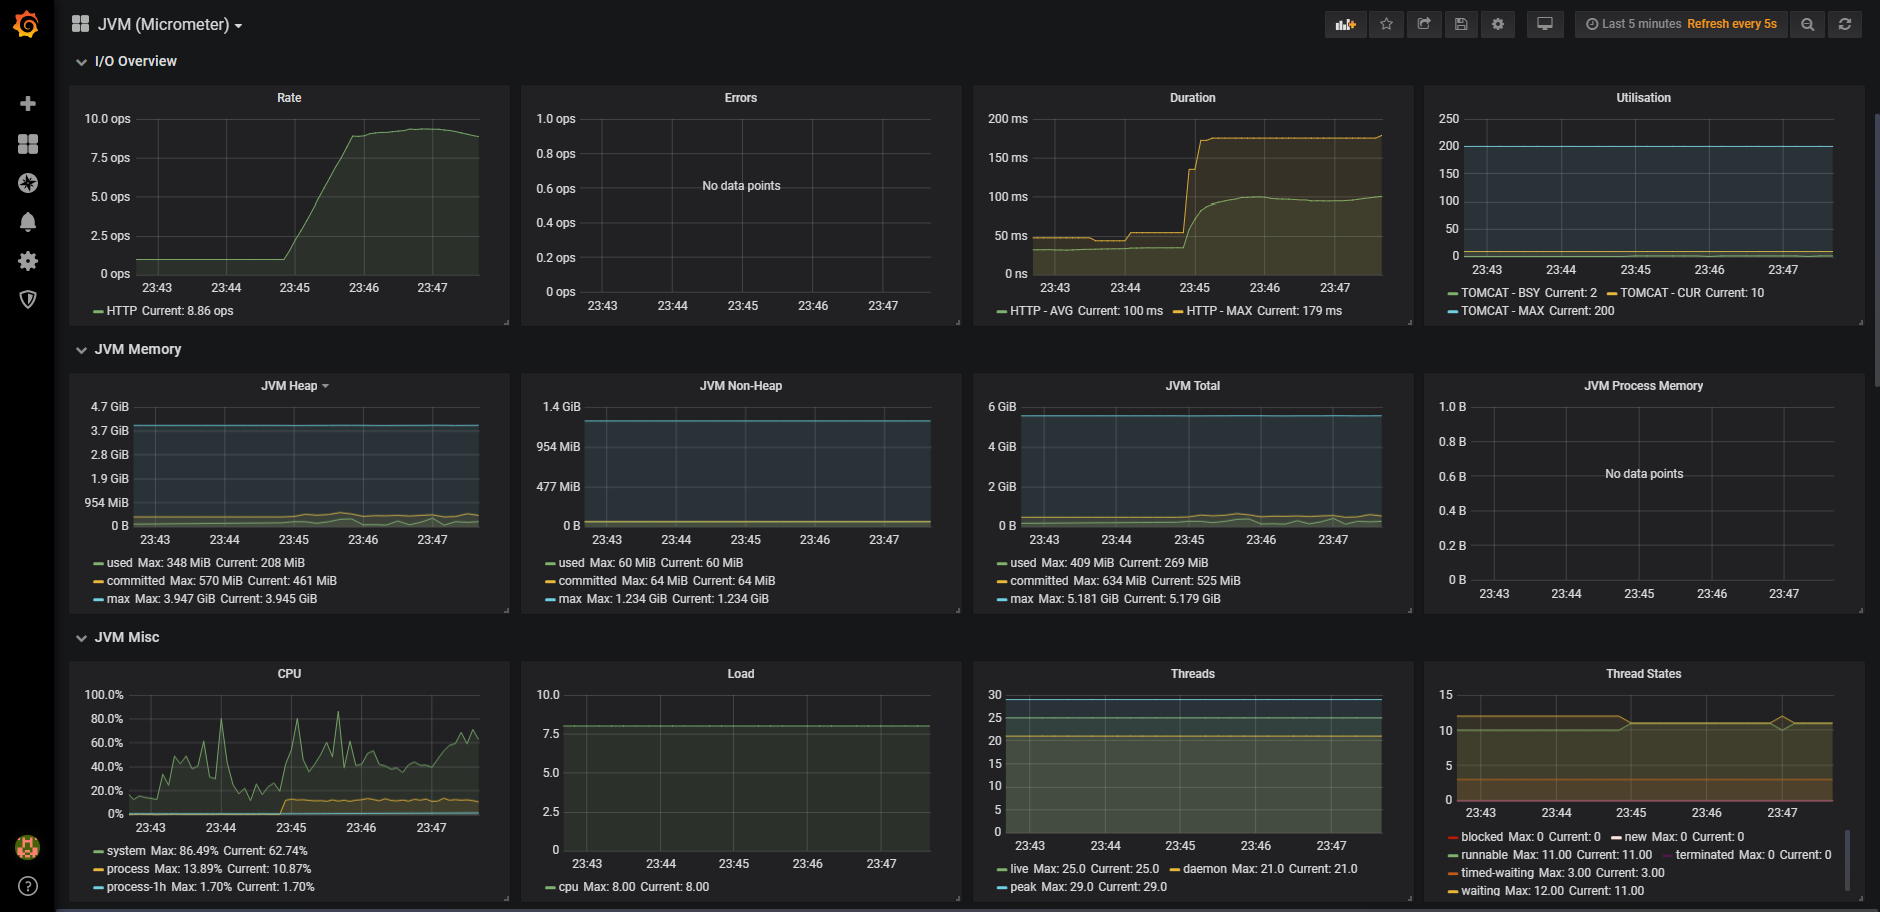 JVM (Micrometer)
Last 5 minutes Refresh every 5s
I/O Overview
Rate
10.0 ops
7.5 ops
5.0 ops
2.5 ops
0 ops
23:43 23:44 23:45 23:46 23:47
HTTP Current: 8.86 ops
Errors
1.0 ops
0.8 ops
0.6 ops
0.4 ops
0.2 ops
0 ops
No data points
23:43 23:44 23:45 23:46 23:47
Duration
200 ms
150 ms
100 ms
50 ms
0 ns
23:43 23:44 23:45 23:46 23:47
HTTP - AVG Current: 100 ms HTTP - MAX Current: 179 ms
Utilisation
250
200
150
100
50
0
23:43 23:44 23:45 23:46 23:47
TOMCAT - BSY Current: 2 TOMCAT - CUR Current: 10
TOMCAT - MAX Current: 200
JVM Memory
JVM Heap
4.7 GiB
3.7 GiB
2.8 GiB
1.9 GiB
954 MiB
0 B
23:43 23:44 23:45 23:46 23:47
used Max: 348 MiB Current: 208 MiB
committed Max: 570 MiB Current: 461 MiB
max Max: 3.947 GiB Current: 3.945 GiB
JVM Non-Heap
1.4 GiB
954 MiB
477 MiB
0 B
23:43 23:44 23:45 23:46 23:47
used Max: 60 MiB Current: 60 MiB
committed Max: 64 MiB Current: 64 MiB
max Max: 1.234 GiB Current: 1.234 GiB
JVM Total
6 GiB
4 GiB
2 GiB
0 B
23:43 23:44 23:45 23:46 23:47
used Max: 409 MiB Current: 269 MiB
committed Max: 634 MiB Current: 525 MiB
max Max: 5.181 GiB Current: 5.179 GiB
JVM Process Memory
1.0 B
0.8 B
0.6 B
0.4 B
0.2 B
0 B
No data points
23:43 23:44 23:45 23:46 23:47
JVM Misc
CPU
100.0%
80.0%
60.0%
40.0%
20.0%
0%
23:43 23:44 23:45 23:46 23:47
system Max: 86.49% Current: 62.74%
process Max: 13.89% Current: 10.87%
process-1h Max: 1.70% Current: 1.70%
Load
10.0
7.5
5.0
2.5
0
23:43 23:44 23:45 23:46 23:47
cpu Max: 8.00 Current: 8.00
Threads
30
25
20
15
10
5
0
23:43 23:44 23:45 23:46 23:47
live Max: 25.0 Current: 25.0 daemon Max: 21.0 Current: 21.0
peak Max: 29.0 Current: 29.0
Thread States
15
10
5
0
23:43 23:44 23:45 23:46 23:47
blocked Max: 0 Current: 0 new Max: 0 Current: 0
runnable Max: 11.00 Current: 11.00 terminated Max: 0 Current: 0
timed-waiting Max: 3.00 Current: 3.00
waiting Max: 12.00 Current: 11.00